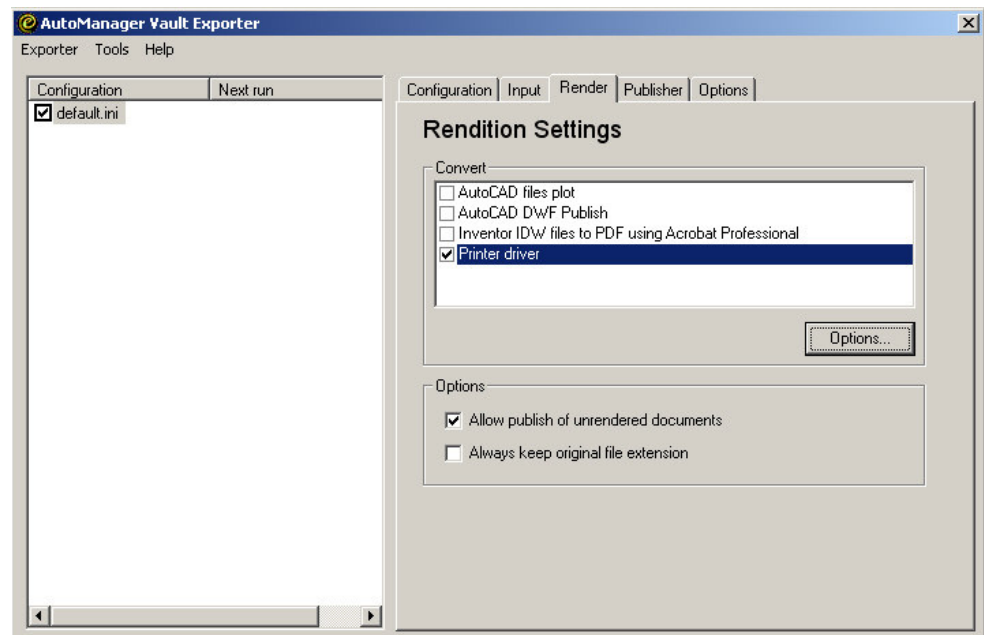 AutoManager Vault Exporter
Exporter Tools Help
Configuration Next run
default.ini
Configuration Input Render Publisher Options
Rendition Settings
Convert
AutoCAD files plot
AutoCAD DWF Publish
Inventor IDW files to PDF using Acrobat Professional
Printer driver
Options...
Options
Allow publish of unrendered documents
Always keep original file extension